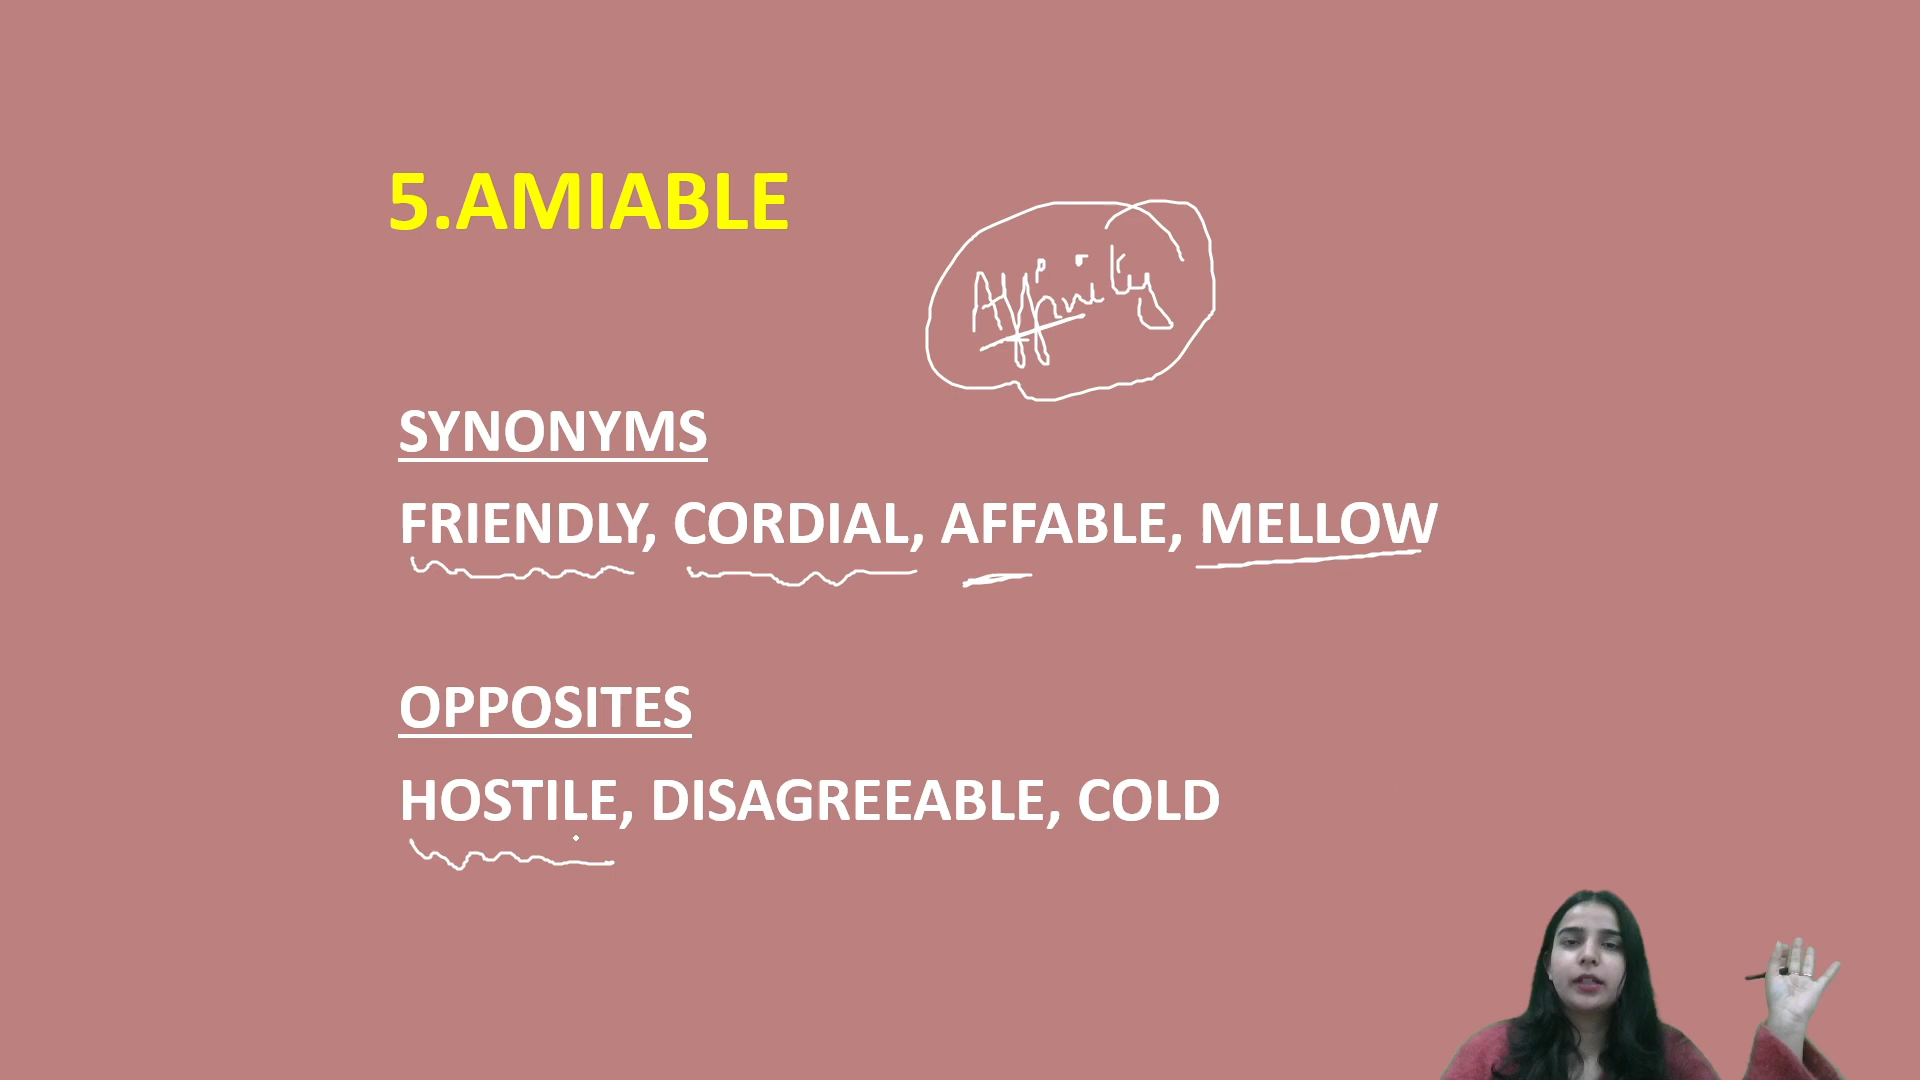 5.AMIABLE
Affinity
SYNONYMS
FRIENDLY, CORDIAL, AFFABLE, MELLOW
OPPOSITES
HOSTILE, DISAGREEABLE, COLD